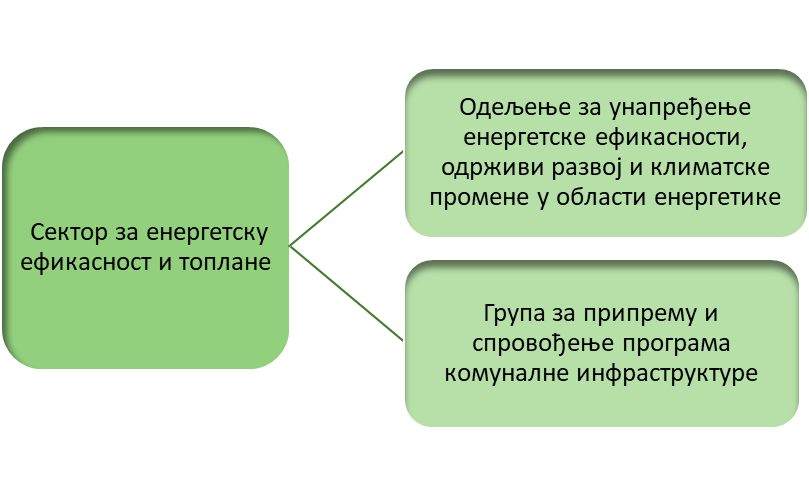 Сектор за енергетску
ефикасност и топлане
Одељење за унапређење
енергетске ефикасности,
одрживи развој и климатске
промене у области енергетике
Група за припрему и
спровођење програма
комуналне инфраструктуре